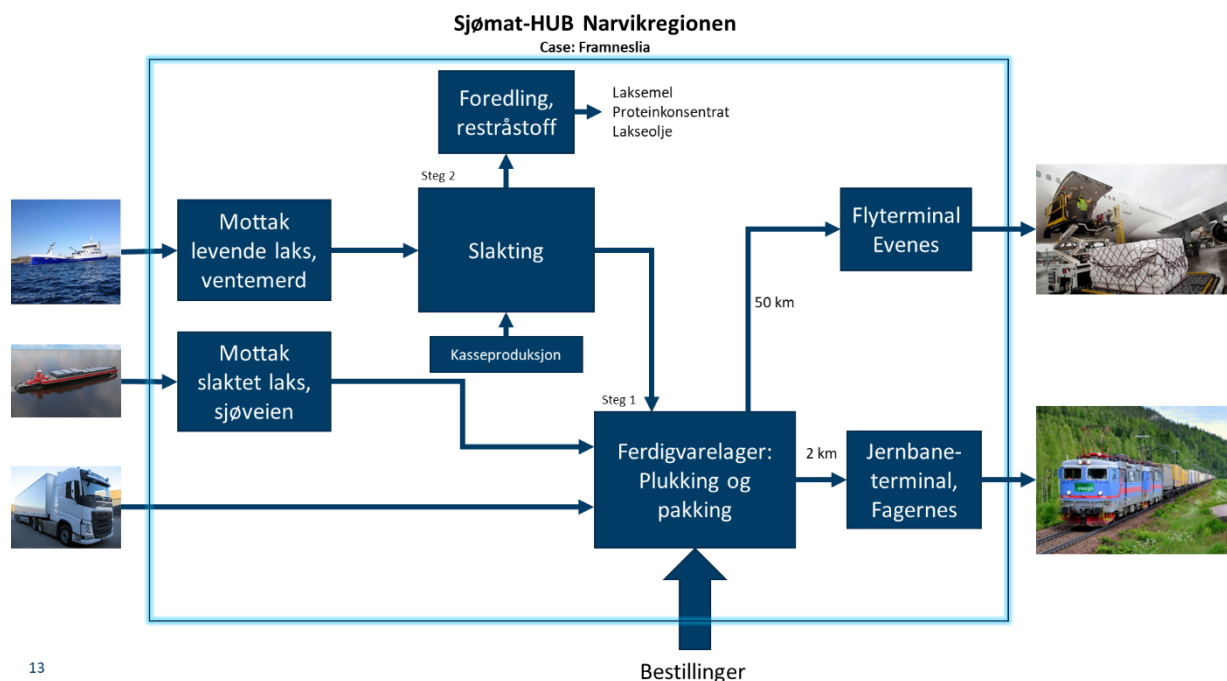 Sjømat-HUB Narvikregionen
Case: Framneslia
Foredling,
restråstoff
Laksemel
Proteinkonsentrat
Lakseolje
Steg 2
Mottak
levende laks,
ventemerd
Slakting
Flyterminal
Evenes
50 km
Kasseproduksjon
Mottak
slaktet laks,
sjøveien
Steg 1
Ferdigvarelager:
Plukking og
pakking
2 km
Jernbane-
terminal,
Fagernes
Bestillinger
13